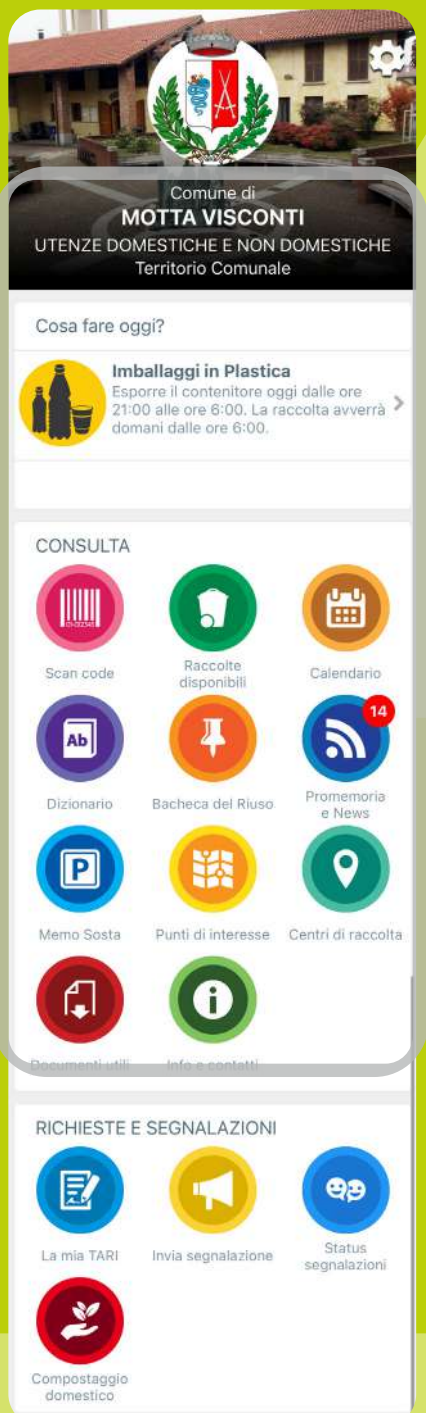 Comune di
MOTTA VISCONTI
UTENZE DOMESTICHE E NON DOMESTICHE
Territorio Comunale
Cosa fare oggi?
Imballaggi in Plastica
Esporre il contenitore oggi dalle ore
21:00 alle ore 6:00. La raccolta avverrà
domani dalle ore 6:00.
CONSULTA
Scan code
Raccolte
disponibili
Calendario
Ab
14
Dizionario
Bacheca del Riuso
Promemoria
e News
P
Memo Sosta
Punti di interesse
Centri di raccolta
Documenti utili
Info e contatti
RICHIESTE E SEGNALAZIONI
La mia TARI
Invia segnalazione
Status
segnalazioni
Compostaggio
domestico